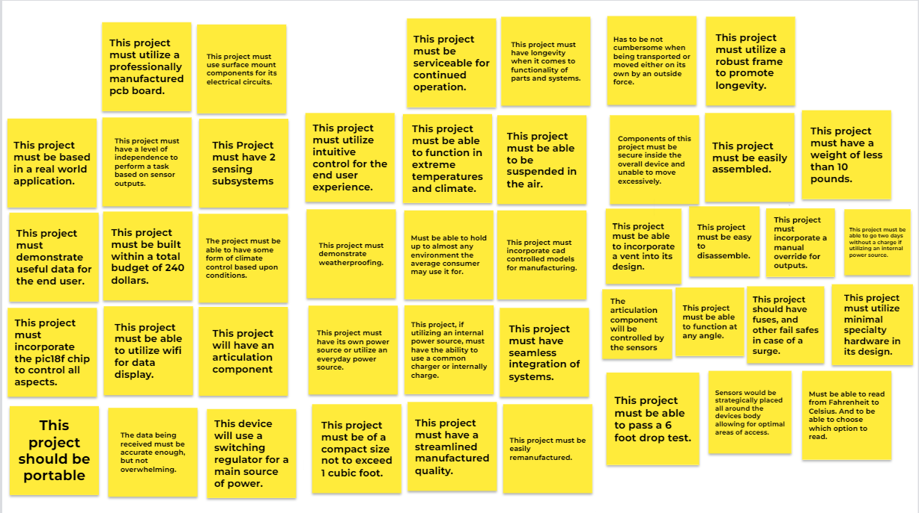 This project
must utilize a
professionally
manufactured
pcb board.
This project must
use surface mount
components for its
electrical circuits.
This project
must be
serviceable for
continued
operation.
This project must
have longevity
when it comes to
functionality of
parts and systems.
Has to be not
cumbersome when
being transported or
moved either on its
own by an outside
force.
This project
must utilize a
robust frame
to promote
longevity.
This project
must be based
in a real world
application.
This project must
have a level of
independence to
perform a task
based on sensor
outputs.
This Project
must have 2
sensing
subsystems
This project
must utilize
intuitive
control for the
end user
experience.
This project
must be able
to function in
extreme
temperatures
and climate.
This project
must be able
to be
suspended in
the air.
Components of this
project must be
secure inside the
overall device and
unable to move
excessively.
This project
must be easily
assembled.
This project
must have a
weight of less
than 10
pounds.
This project
must
demonstrate
useful data for
the end user.
This project
must be built
within a total
budget of 240
dollars.
The project must be
able to have some
form of climate
control based upon
conditions.
This project must
demonstrate
weatherproofing.
Must be able to hold
up to almost any
environment the
average consumer
may use it for.
This project must
incorporate cad
controlled models
for manufacturing.
This project
must be able
to incorporate
a vent into its
design.
This project
must be easy
to
disassemble.
This project
must
incorporate a
manual
override for
outputs.
This project must be
able to go two days
without a charge if
utilizing an internal
power source.
This project
must
incorporate
the pic18f chip
to control all
aspects.
This project
must be able
to utilize wifi
for data
display.
This project
will have an
articulation
component
This project must
have its own power
source or utilize an
everyday power
source.
This project, if
utilizing an internal
power source, must
have the ability to
use a common
charger or internally
charge.
This project
must have
seamless
integration of
systems.
The
articulation
component
will be
controlled by
the sensors
This project
must be able
to function at
any angle.
This project
should have
fuses, and
other fail safes
in case of a
surge.
This project
must utilize
minimal
specialty
hardware in
its design.
This
project
should be
portable
The data being
received must be
accurate enough,
but not
overwhelming.
This device
will use a
switching
regulator for a
main source
of power.
This project
must be of a
compact size
not to exceed
1 cubic foot.
This project
must have a
streamlined
manufactured
quality.
This project must be
easily
remanufactured.
This project
must be able
to pass a 6
foot drop test.
Sensors would be
strategically placed
all around the
devices body
allowing for optimal
areas of access.
Must be able to read
from Fahrenheit to
Celsius. And to be
able to choose
which option to
read.